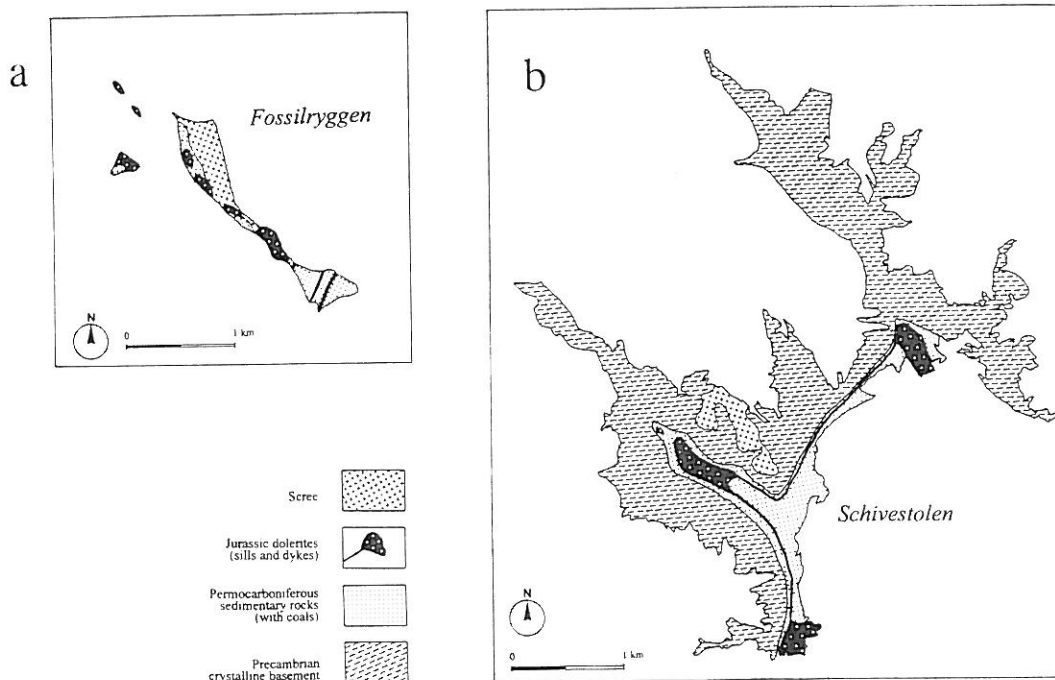 a
Fossilryggen
N
0 1 km
b
Schivestolen
N
0 1 km
Scree
Jurassic dolerites
(sills and dykes)
Permocarboniferous
sedimentary rocks
(with coals)
Precambrian
crystalline basement